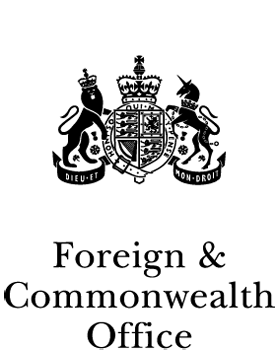 DIEU·ET MON·DROIT
Foreign &
Commonwealth
Office